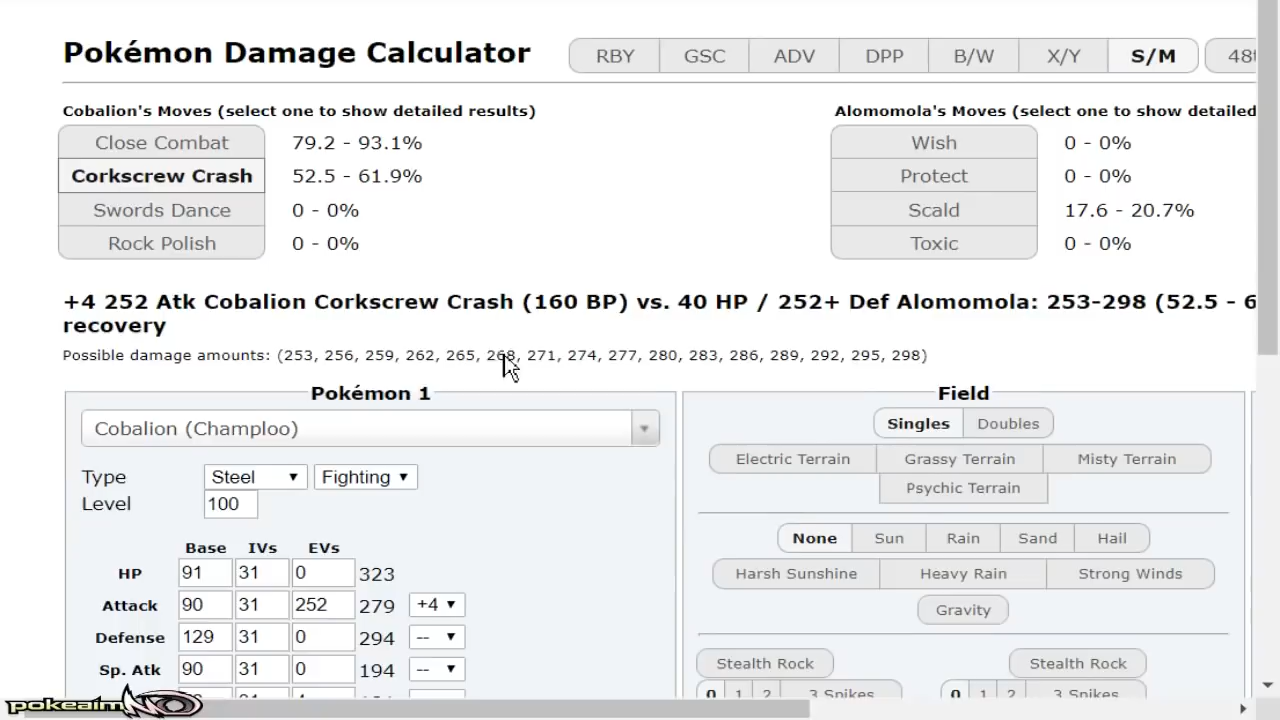 Pokémon Damage Calculator
RBY GSC ADV DPP B/W X/Y S/M 48
Cobalion's Moves (select one to show detailed results)
Alomomola's Moves (select one to show detailed
Close Combat 79.2 - 93.1%
Wish 0 - 0%
Corkscrew Crash 52.5 - 61.9%
Protect 0 - 0%
Swords Dance 0 - 0%
Scald 17.6 - 20.7%
Rock Polish 0 - 0%
Toxic 0 - 0%
+4 252 Atk Cobalion Corkscrew Crash (160 BP) vs. 40 HP / 252+ Def Alomomola: 253-298 (52.5 - 6
recovery
Possible damage amounts: (253, 256, 259, 262, 265, 268, 271, 274, 277, 280, 283, 286, 289, 292, 295, 298)
Pokémon 1
Field
Cobalion (Champloo)
Singles Doubles
Electric Terrain Grassy Terrain Misty Terrain
Type Steel Fighting
Psychic Terrain
Level 100
None Sun Rain Sand Hail
Base IVs EVs
HP 91 31 0 323
Harsh Sunshine Heavy Rain Strong Winds
Attack 90 31 252 279 +4
Gravity
Defense 129 31 0 294 --
Sp. Atk 90 31 0 194 --
Stealth Rock Stealth Rock
0 1 2 3 Spikes 0 1 2 3 Spikes
pokeaimMD